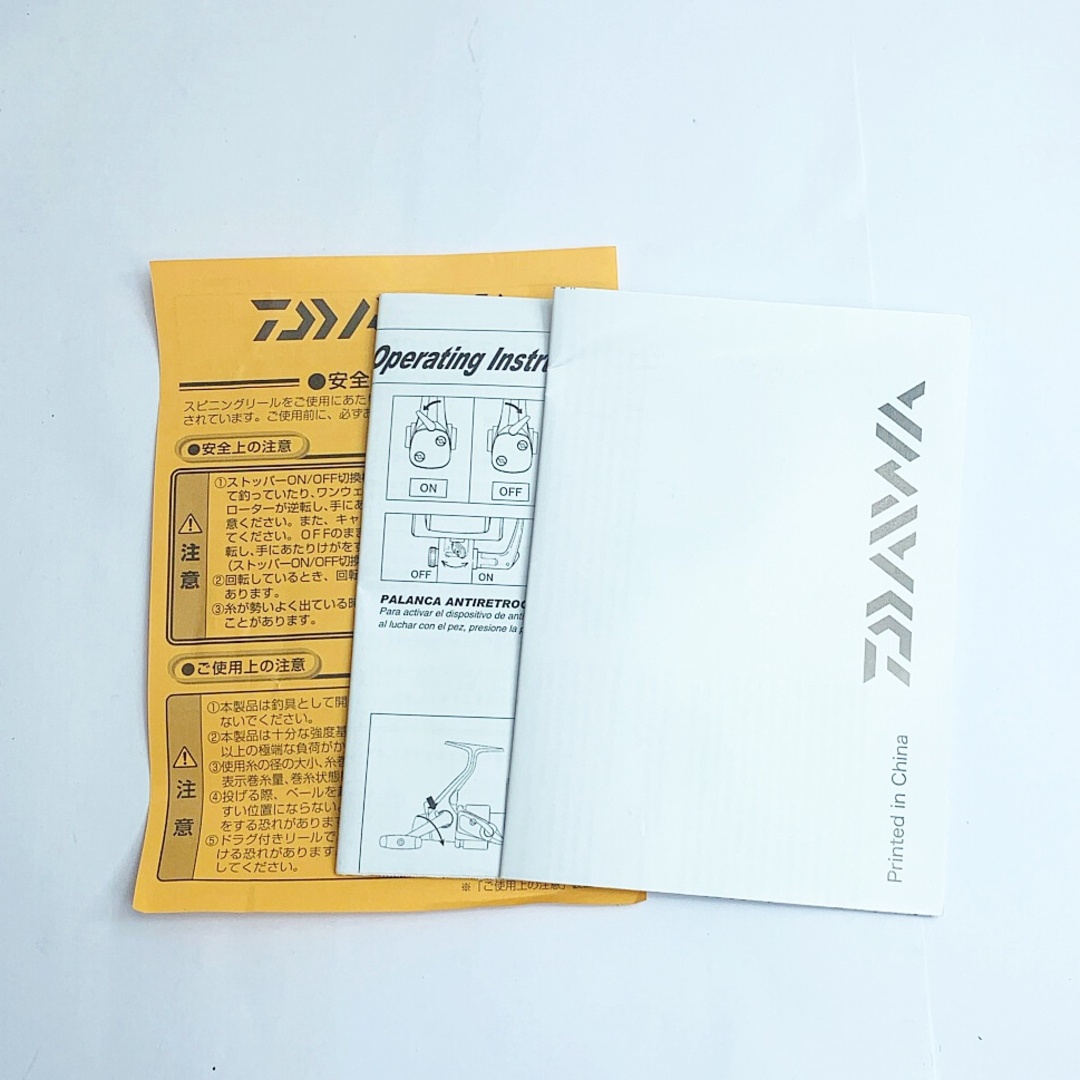 DAIWA
●安全
スピニングリールをご使用にあた
されています。ご使用前に、必ずお
●安全上の注意
注意
①ストッパーON/OFF切換
て釣っていたり、ワンウェ
ローターが逆転し、手にあ
意ください。また、キャ
てください。OFFのまま
転し、手にあたりけがを
(ストッパーON/OFF切換
②回転しているとき、回転
あります。
③糸が勢いよく出ている時
ことがあります。
●ご使用上の注意
注意
①本製品は釣具として開
ないでください。
②本製品は十分な強度基
以上の極端な負荷がか
③使用糸の径の大小、糸巻
表示巻糸量、巻糸状態
④投げる際、ベールを
すい位置にならない
をする恐れがあります
⑤ドラグ付きリールで
ける恐れがあります
してください。
※「ご使用上の注意」
Operating Instru
ON
OFF
OFF
ON
PALANCA ANTIRETROC
Para activar el dispositivo de anti
al luchar con el pez, presione la p
DAIWA
Printed in China